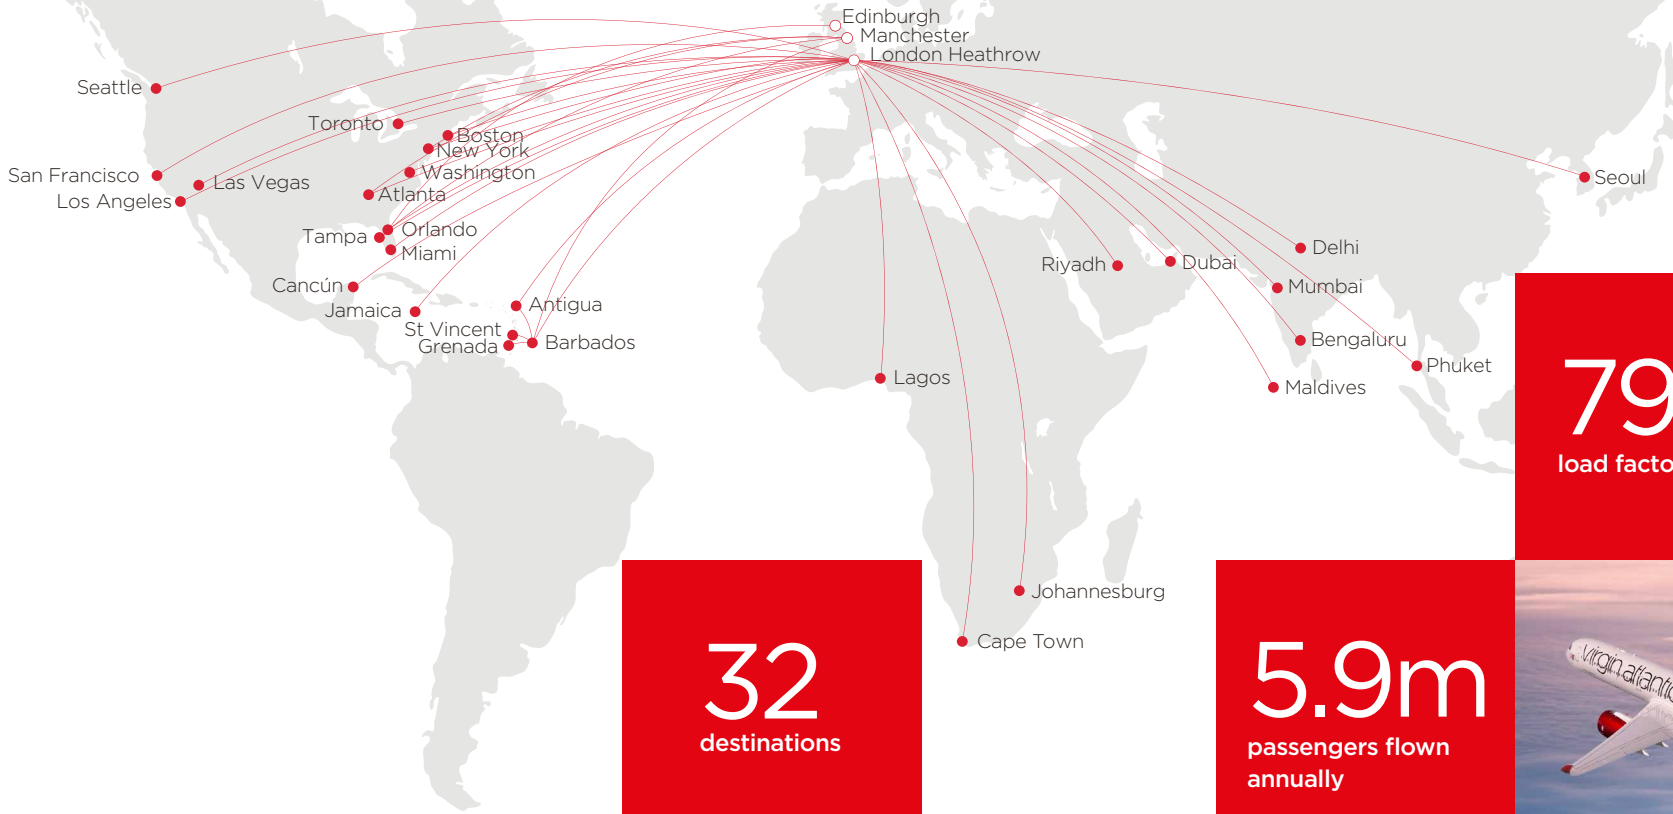 Edinburgh
Manchester
London Heathrow
Seattle
Toronto
Boston
New York
San Francisco
Las Vegas
Washington
Los Angeles
Atlanta
Seoul
Orlando
Tampa
Miami
Delhi
Riyadh
Dubai
Cancún
Mumbai
Jamaica
Antigua
St Vincent
Grenada
Barbados
Bengaluru
Phuket
Lagos
Maldives
79
load facto
Johannesburg
Cape Town
32
destinations
5.9m
passengers flown
annually
virgin atlantic